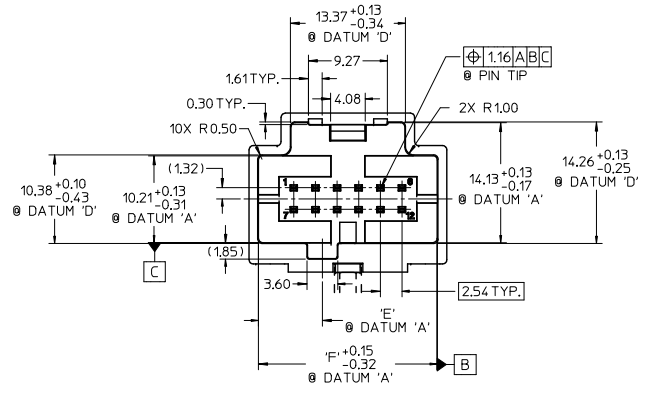 13.37 +0.13
-0.34
@ DATUM 'D'
9.27
⌖ 1.16 A B C
@ PIN TIP
1.61 TYP.
4.08
0.30 TYP.
2X R1.00
10X R0.50
(1.32)
10.38 +0.10
-0.43
@ DATUM 'D'
10.21 +0.13
-0.31
@ DATUM 'A'
14.13 +0.13
-0.17
@ DATUM 'A'
14.26 +0.13
-0.25
@ DATUM 'D'
1 6
7 12
(1.85)
C
3.60
2.54 TYP.
'E'
@ DATUM 'A'
'F' +0.15
-0.32
@ DATUM 'A'
B